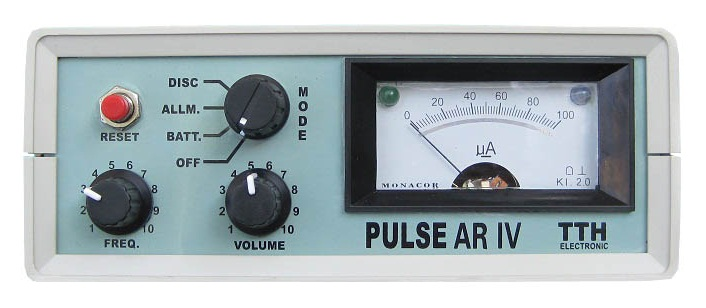 DISC
ALLM.
BATT.
OFF
MODE
RESET
1 2 3 4 5 6 7 8 9 10
FREQ.
1 2 3 4 5 6 7 8 9 10
VOLUME
0 20 40 60 80 100
µA
MONACOR
Kl. 2.0
PULSE AR IV
TTH
ELECTRONIC